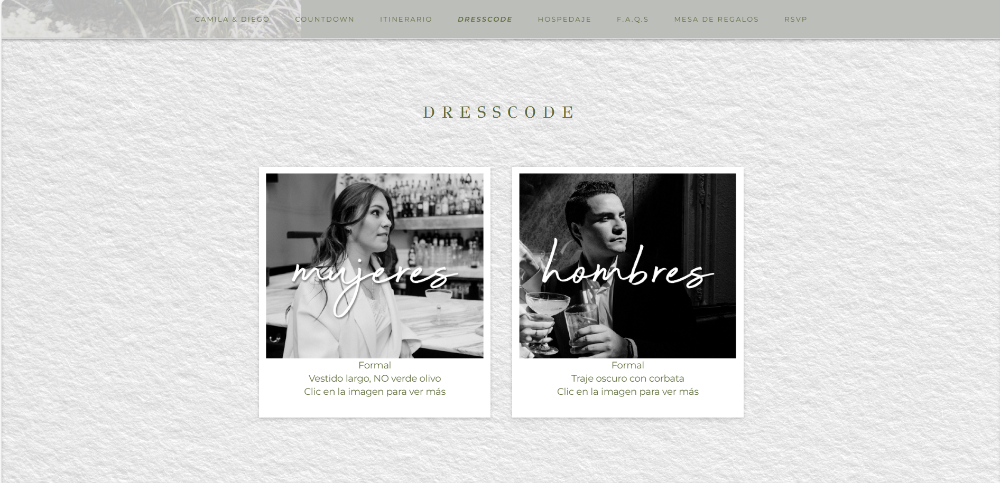 CAMILA & DIEGO COUNTDOWN ITINERARIO DRESSCODE HOSPEDAJE F.A.Q.S MESA DE REGALOS RSVP
DRESSCODE
mujeres
Formal
Vestido largo, NO verde olivo
Clic en la imagen para ver más
hombres
Formal
Traje oscuro con corbata
Clic en la imagen para ver más